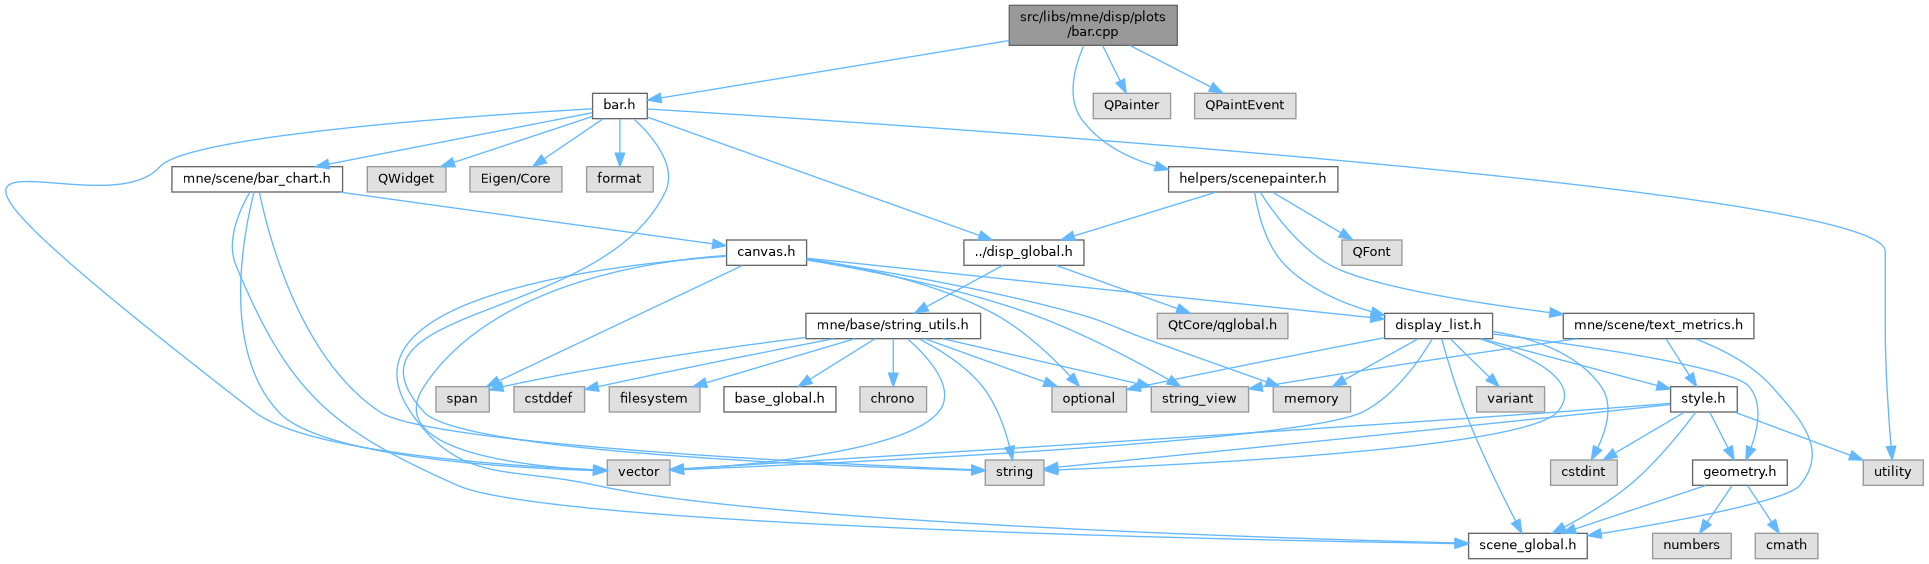 src/libs/mne/disp/plots
/bar.cpp
bar.h
QPainter
QPaintEvent
mne/scene/bar_chart.h
QWidget
Eigen/Core
format
helpers/scenepainter.h
canvas.h
../disp_global.h
QFont
mne/base/string_utils.h
QtCore/qglobal.h
display_list.h
mne/scene/text_metrics.h
span
cstddef
filesystem
base_global.h
chrono
optional
string_view
memory
variant
style.h
vector
string
cstdint
geometry.h
utility
scene_global.h
numbers
cmath